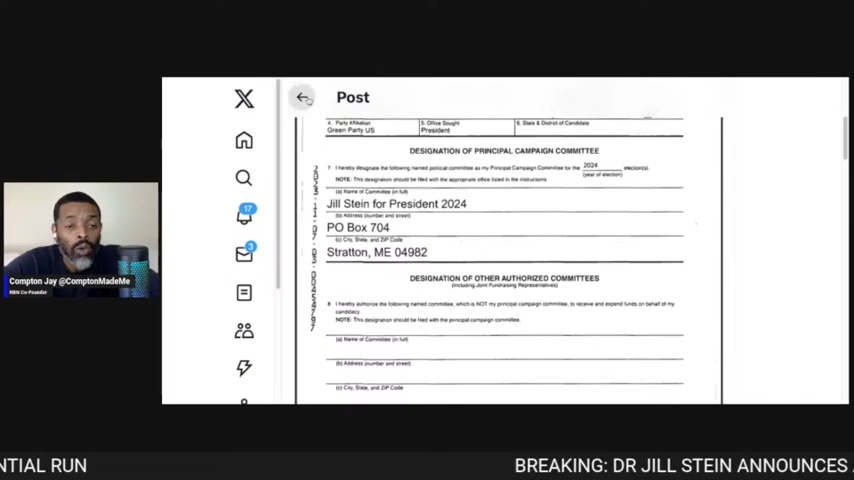 Post
4. Party Affiliation
Green Party US
5. Office Sought
President
6. State & District of Candidate
DESIGNATION OF PRINCIPAL CAMPAIGN COMMITTEE
7. I hereby designate the following named political committee as my Principal Campaign Committee for the 2024 election(s).
(year of election)
NOTE: This designation should be filed with the appropriate office listed in the instructions.
(a) Name of Committee (in full)
Jill Stein for President 2024
(b) Address (number and street)
PO Box 704
(c) City, State, and ZIP Code
Stratton, ME 04982
DESIGNATION OF OTHER AUTHORIZED COMMITTEES
(Including Joint Fundraising Representatives)
8. I hereby authorize the following named committee, which is NOT my principal campaign committee, to receive and expend funds on behalf of my
candidacy.
NOTE: This designation should be filed with the principal campaign committee.
(a) Name of Committee (in full)
(b) Address (number and street)
(c) City, State, and ZIP Code
17
3
Compton Jay @ComptonMadeMe
RBN Co-Founder
NTIAL RUN
BREAKING: DR JILL STEIN ANNOUNCES